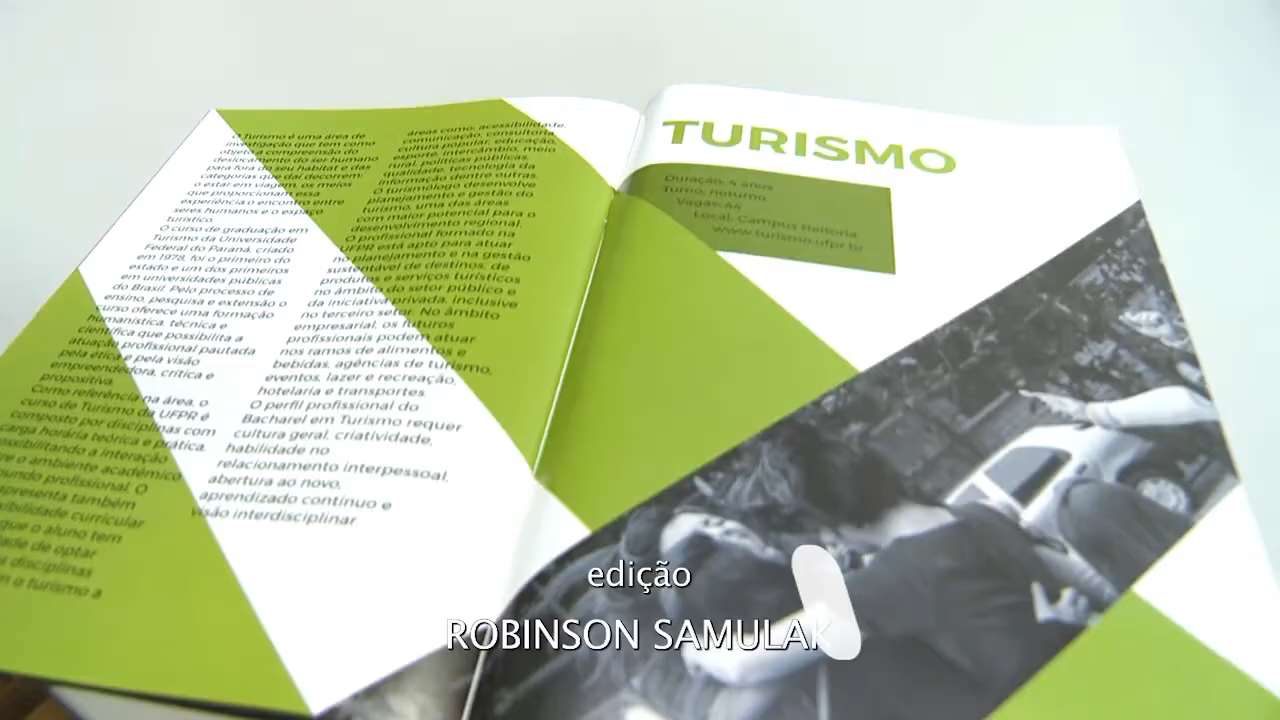 O Turismo é uma área de
investigação que tem como
objeto a compreensão do
deslocamento do ser humano
para fora do seu habitat e das
categorias que daí decorrem:
o estar em viagem, os meios
que proporcionam essa
experiência o encontro entre
seres humanos e o espaço
turístico.
O curso de graduação em
Turismo da Universidade
Federal do Paraná, criado
em 1978, foi o primeiro do
estado e um dos primeiros
em universidades públicas
do Brasil. Pelo processo de
ensino, pesquisa e extensão o
curso oferece uma formação
humanística, técnica e
científica que possibilita a
atuação profissional pautada
pela ética e pela visão
empreendedora, crítica e
propositiva.
Como referência na área, o
curso de Turismo da UFPR é
composto por disciplinas com
carga horária teórica e prática,
ossibilitando a interação
re o ambiente acadêmico
undo profissional. O
apresenta também
xibilidade curricular
que o aluno tem
dade de optar
s disciplinas
m o turismo a
áreas como, acessibilidade,
comunicação, consultoria,
cultura popular, educação,
esporte, intercâmbio, meio
rural, políticas públicas,
qualidade, tecnologia da
informação dentre outras.
O turismólogo desenvolve
planejamento e gestão do
turismo, uma das áreas
com maior potencial para o
desenvolvimento regional.
O profissional formado na
UFPR está apto para atuar
no planejamento e na gestão
sustentável de destinos, de
produtos e serviços turísticos
no âmbito do setor público e
da iniciativa privada, inclusive
no terceiro setor. No âmbito
empresarial, os futuros
profissionais podem atuar
nos ramos de alimentos e
bebidas, agências de turismo,
eventos, lazer e recreação,
hotelaria e transportes.
O perfil profissional do
Bacharel em Turismo requer
cultura geral, criatividade,
habilidade no
relacionamento interpessoal,
abertura ao novo,
aprendizado contínuo e
visão interdisciplinar.
TURISMO
Duração: 4 anos
Turno: noturno
Vagas: 44
Local: Campus Reitoria
www.turismo.ufpr.br
edição
ROBINSON SAMULAK